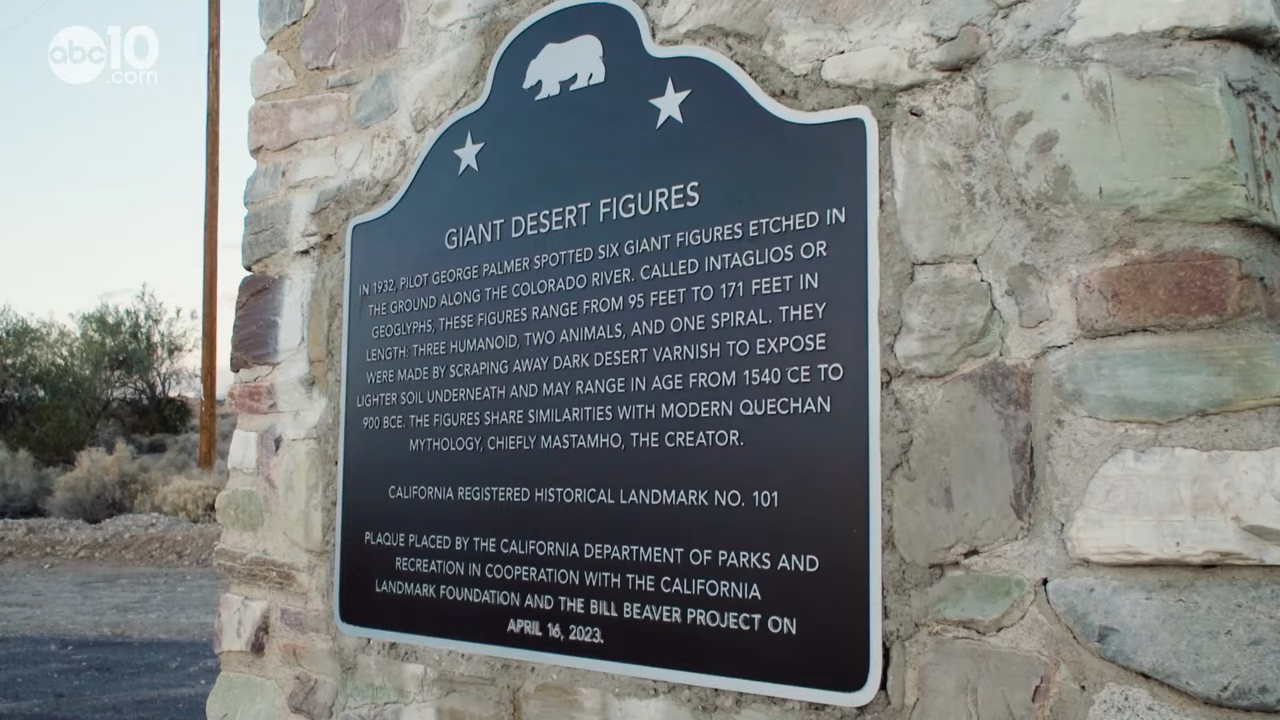 abc10
.com
GIANT DESERT FIGURES
IN 1932, PILOT GEORGE PALMER SPOTTED SIX GIANT FIGURES ETCHED IN
THE GROUND ALONG THE COLORADO RIVER. CALLED INTAGLIOS OR
GEOGLYPHS, THESE FIGURES RANGE FROM 95 FEET TO 171 FEET IN
LENGTH: THREE HUMANOID, TWO ANIMALS, AND ONE SPIRAL. THEY
WERE MADE BY SCRAPING AWAY DARK DESERT VARNISH TO EXPOSE
LIGHTER SOIL UNDERNEATH AND MAY RANGE IN AGE FROM 1540 CE TO
900 BCE. THE FIGURES SHARE SIMILARITIES WITH MODERN QUECHAN
MYTHOLOGY, CHIEFLY MASTAMHO, THE CREATOR.
CALIFORNIA REGISTERED HISTORICAL LANDMARK NO. 101
PLAQUE PLACED BY THE CALIFORNIA DEPARTMENT OF PARKS AND
RECREATION IN COOPERATION WITH THE CALIFORNIA
LANDMARK FOUNDATION AND THE BILL BEAVER PROJECT ON
APRIL 16, 2023.